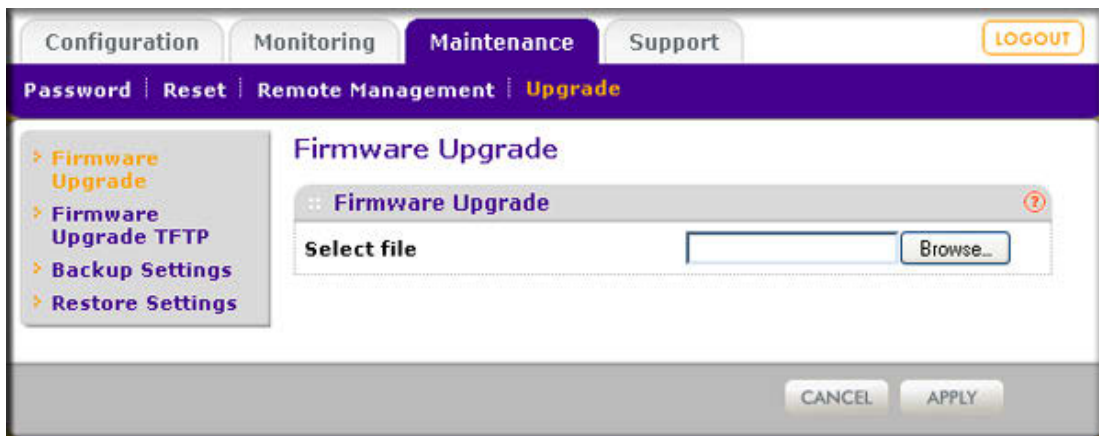 Configuration Monitoring Maintenance Support LOGOUT
Password Reset Remote Management Upgrade
Firmware
Upgrade
Firmware
Upgrade TFTP
Backup Settings
Restore Settings
Firmware Upgrade
Firmware Upgrade ?
Select file Browse...
CANCEL APPLY